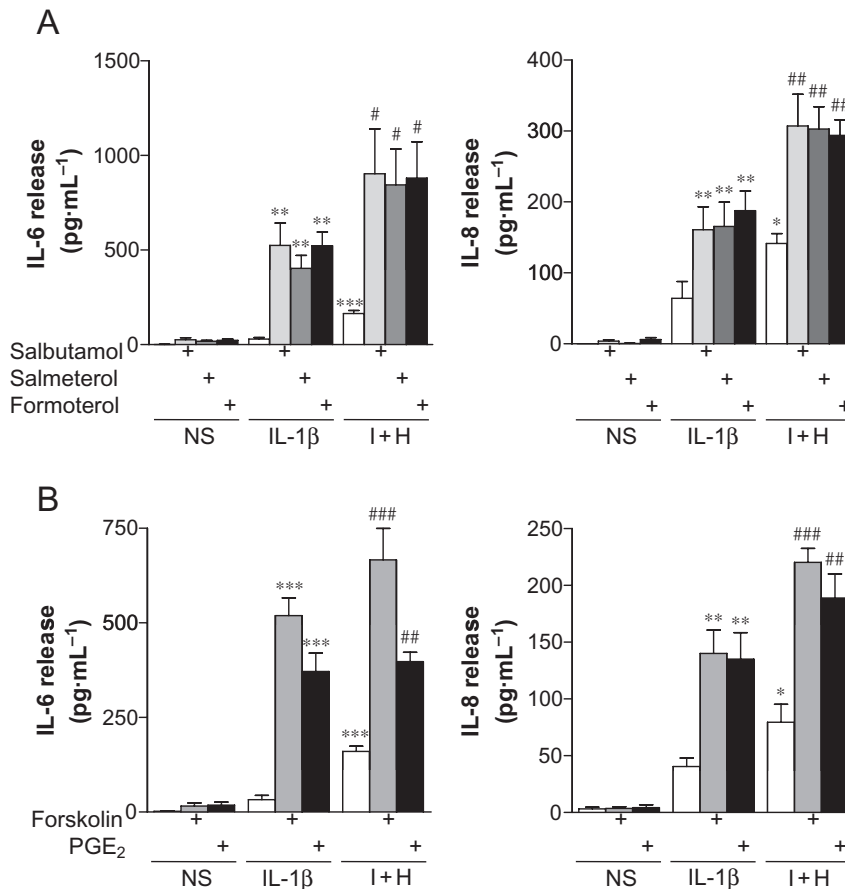 A
IL-6 release
(pg·mL⁻¹)
1500
1000
500
0
** ** **
***
# # #
Salbutamol +  +  +
Salmeterol +  +  +
Formoterol +  +  +
NS IL-1β I + H
IL-8 release
(pg·mL⁻¹)
400
300
200
100
0
** ** **
*
## ## ##
+ + +
+ + +
+ + +
NS IL-1β I + H
B
IL-6 release
(pg·mL⁻¹)
750
500
250
0
*** ***
***
### ##
Forskolin + + +
PGE₂ + + +
NS IL-1β I + H
IL-8 release
(pg·mL⁻¹)
250
200
150
100
50
0
** **
*
### ##
+ + +
+ + +
NS IL-1β I + H